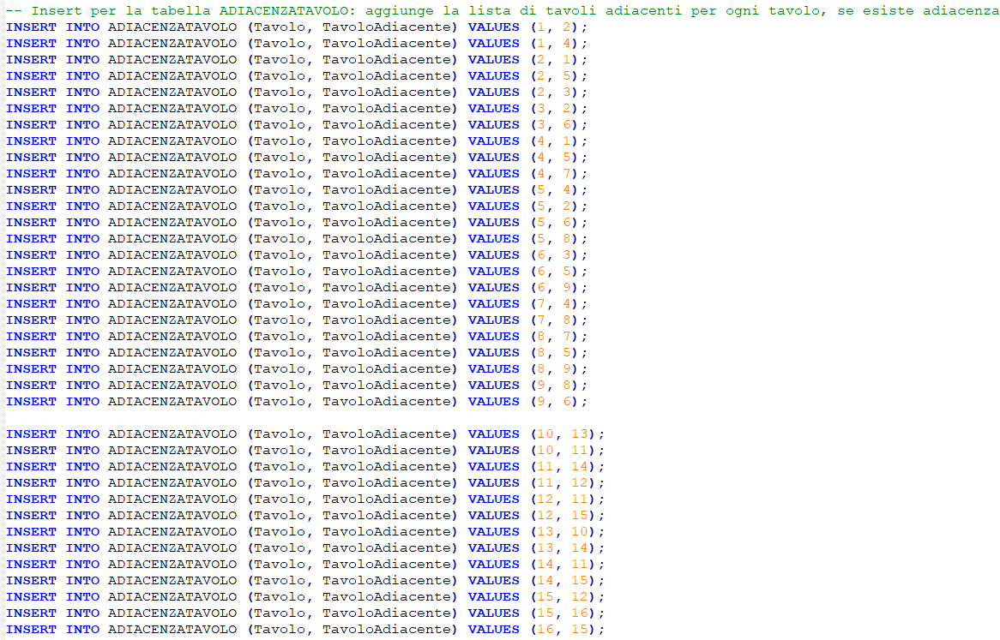 -- Insert per la tabella ADIACENZATAVOLO: aggiunge la lista di tavoli adiacenti per ogni tavolo, se esiste adiacenza
INSERT INTO ADIACENZATAVOLO (Tavolo, TavoloAdiacente) VALUES (1, 2);
INSERT INTO ADIACENZATAVOLO (Tavolo, TavoloAdiacente) VALUES (1, 4);
INSERT INTO ADIACENZATAVOLO (Tavolo, TavoloAdiacente) VALUES (2, 1);
INSERT INTO ADIACENZATAVOLO (Tavolo, TavoloAdiacente) VALUES (2, 5);
INSERT INTO ADIACENZATAVOLO (Tavolo, TavoloAdiacente) VALUES (2, 3);
INSERT INTO ADIACENZATAVOLO (Tavolo, TavoloAdiacente) VALUES (3, 2);
INSERT INTO ADIACENZATAVOLO (Tavolo, TavoloAdiacente) VALUES (3, 6);
INSERT INTO ADIACENZATAVOLO (Tavolo, TavoloAdiacente) VALUES (4, 1);
INSERT INTO ADIACENZATAVOLO (Tavolo, TavoloAdiacente) VALUES (4, 5);
INSERT INTO ADIACENZATAVOLO (Tavolo, TavoloAdiacente) VALUES (4, 7);
INSERT INTO ADIACENZATAVOLO (Tavolo, TavoloAdiacente) VALUES (5, 4);
INSERT INTO ADIACENZATAVOLO (Tavolo, TavoloAdiacente) VALUES (5, 2);
INSERT INTO ADIACENZATAVOLO (Tavolo, TavoloAdiacente) VALUES (5, 6);
INSERT INTO ADIACENZATAVOLO (Tavolo, TavoloAdiacente) VALUES (5, 8);
INSERT INTO ADIACENZATAVOLO (Tavolo, TavoloAdiacente) VALUES (6, 3);
INSERT INTO ADIACENZATAVOLO (Tavolo, TavoloAdiacente) VALUES (6, 5);
INSERT INTO ADIACENZATAVOLO (Tavolo, TavoloAdiacente) VALUES (6, 9);
INSERT INTO ADIACENZATAVOLO (Tavolo, TavoloAdiacente) VALUES (7, 4);
INSERT INTO ADIACENZATAVOLO (Tavolo, TavoloAdiacente) VALUES (7, 8);
INSERT INTO ADIACENZATAVOLO (Tavolo, TavoloAdiacente) VALUES (8, 7);
INSERT INTO ADIACENZATAVOLO (Tavolo, TavoloAdiacente) VALUES (8, 5);
INSERT INTO ADIACENZATAVOLO (Tavolo, TavoloAdiacente) VALUES (8, 9);
INSERT INTO ADIACENZATAVOLO (Tavolo, TavoloAdiacente) VALUES (9, 8);
INSERT INTO ADIACENZATAVOLO (Tavolo, TavoloAdiacente) VALUES (9, 6);

INSERT INTO ADIACENZATAVOLO (Tavolo, TavoloAdiacente) VALUES (10, 13);
INSERT INTO ADIACENZATAVOLO (Tavolo, TavoloAdiacente) VALUES (10, 11);
INSERT INTO ADIACENZATAVOLO (Tavolo, TavoloAdiacente) VALUES (11, 14);
INSERT INTO ADIACENZATAVOLO (Tavolo, TavoloAdiacente) VALUES (11, 12);
INSERT INTO ADIACENZATAVOLO (Tavolo, TavoloAdiacente) VALUES (12, 11);
INSERT INTO ADIACENZATAVOLO (Tavolo, TavoloAdiacente) VALUES (12, 15);
INSERT INTO ADIACENZATAVOLO (Tavolo, TavoloAdiacente) VALUES (13, 10);
INSERT INTO ADIACENZATAVOLO (Tavolo, TavoloAdiacente) VALUES (13, 14);
INSERT INTO ADIACENZATAVOLO (Tavolo, TavoloAdiacente) VALUES (14, 11);
INSERT INTO ADIACENZATAVOLO (Tavolo, TavoloAdiacente) VALUES (14, 15);
INSERT INTO ADIACENZATAVOLO (Tavolo, TavoloAdiacente) VALUES (15, 12);
INSERT INTO ADIACENZATAVOLO (Tavolo, TavoloAdiacente) VALUES (15, 16);
INSERT INTO ADIACENZATAVOLO (Tavolo, TavoloAdiacente) VALUES (16, 15);